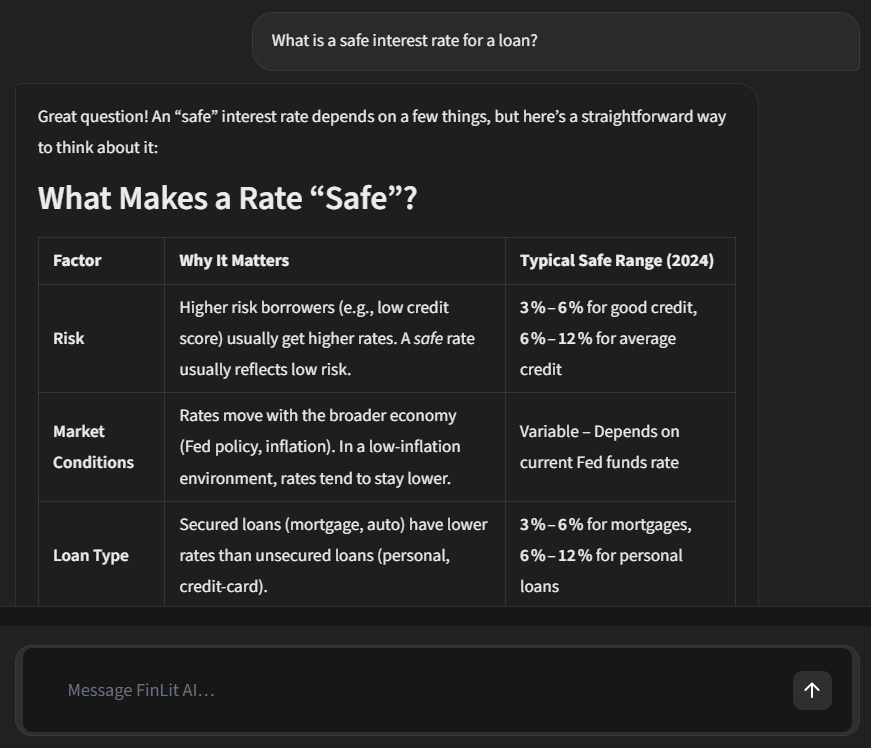 What is a safe interest rate for a loan?
Great question! An “safe” interest rate depends on a few things, but here’s a straightforward way
to think about it:
What Makes a Rate “Safe”?
Factor
Why It Matters
Typical Safe Range (2024)
Risk
Higher risk borrowers (e.g., low credit
score) usually get higher rates. A safe rate
usually reflects low risk.
3%–6% for good credit,
6%–12% for average
credit
Market
Conditions
Rates move with the broader economy
(Fed policy, inflation). In a low-inflation
environment, rates tend to stay lower.
Variable – Depends on
current Fed funds rate
Loan Type
Secured loans (mortgage, auto) have lower
rates than unsecured loans (personal,
credit-card).
3%–6% for mortgages,
6%–12% for personal
loans
Message FinLit AI…